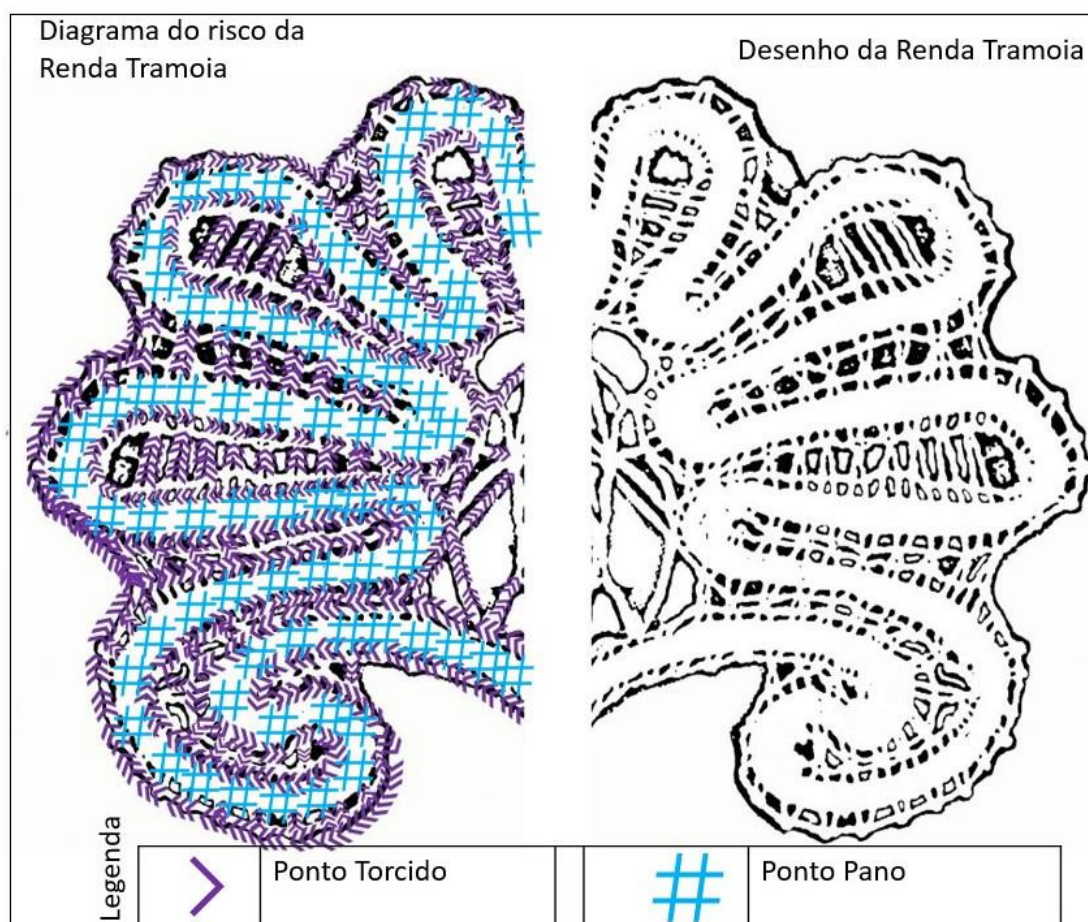 Diagrama do risco da
Renda Tramoia
Desenho da Renda Tramoia
Legenda
Ponto Torcido
Ponto Pano